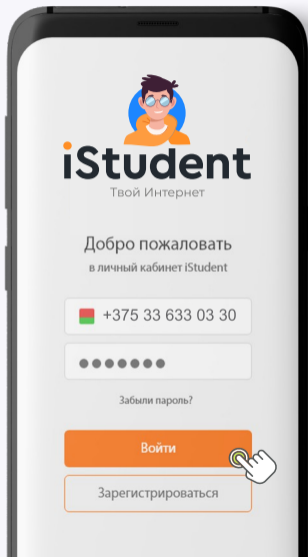 iStudent
Твой Интернет
Добро пожаловать
в личный кабинет iStudent
+375 33 633 03 30
●●●●●●●
Забыли пароль?
Войти
Зарегистрироваться